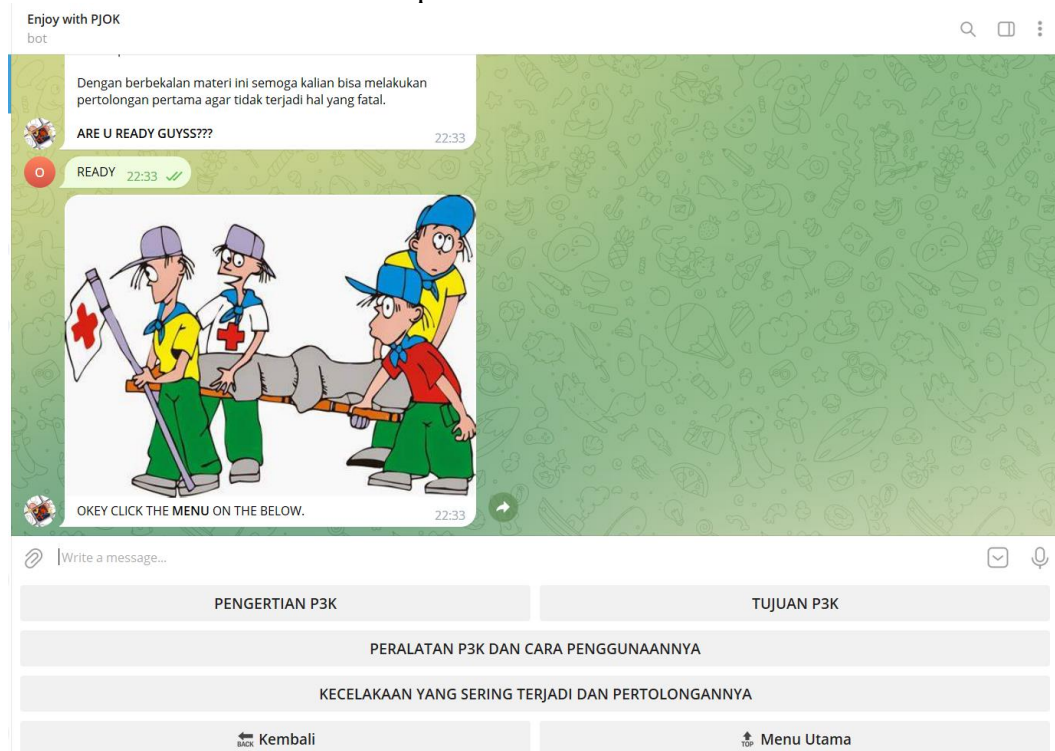 Enjoy with PJOK
bot
Dengan berbekalan materi ini semoga kalian bisa melakukan
pertolongan pertama agar tidak terjadi hal yang fatal.
ARE U READY GUYSS???
22:33
O
READY 22:33
OKEY CLICK THE MENU ON THE BELOW.
22:33
Write a message...
PENGERTIAN P3K
TUJUAN P3K
PERALATAN P3K DAN CARA PENGGUNAANNYA
KECELAKAAN YANG SERING TERJADI DAN PERTOLONGANNYA
BACK Kembali
TOP Menu Utama